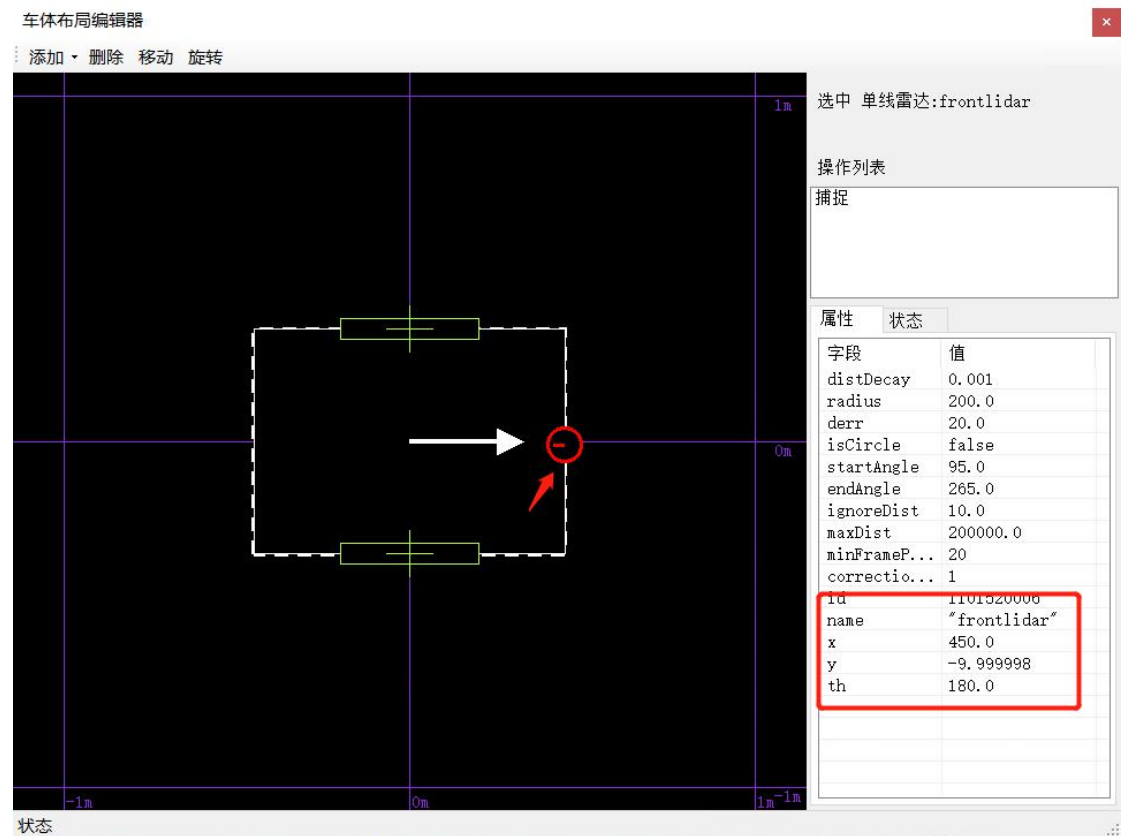 车体布局编辑器
×
添加 删除 移动 旋转
1m
0m
-1m
0m
1m
-1m
选中 单线雷达:frontlidar
操作列表
捕捉
属性 状态
字段 值
distDecay 0.001
radius 200.0
derr 20.0
isCircle false
startAngle 95.0
endAngle 265.0
ignoreDist 10.0
maxDist 200000.0
minFrameP... 20
correctio... 1
id 1101520006
name "frontlidar"
x 450.0
y -9.999998
th 180.0
状态